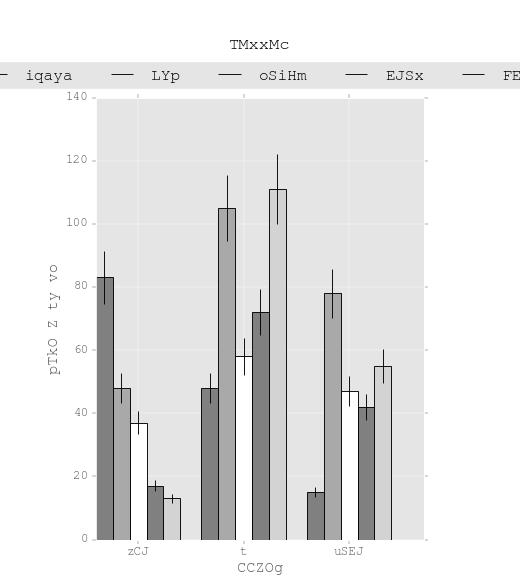 TMxxMc
iqaya LYp oSiHm EJSx FE
140
120
100
80
60
40
20
0
pTkO Z ty vo
zCJ t uSEJ
CCZOg